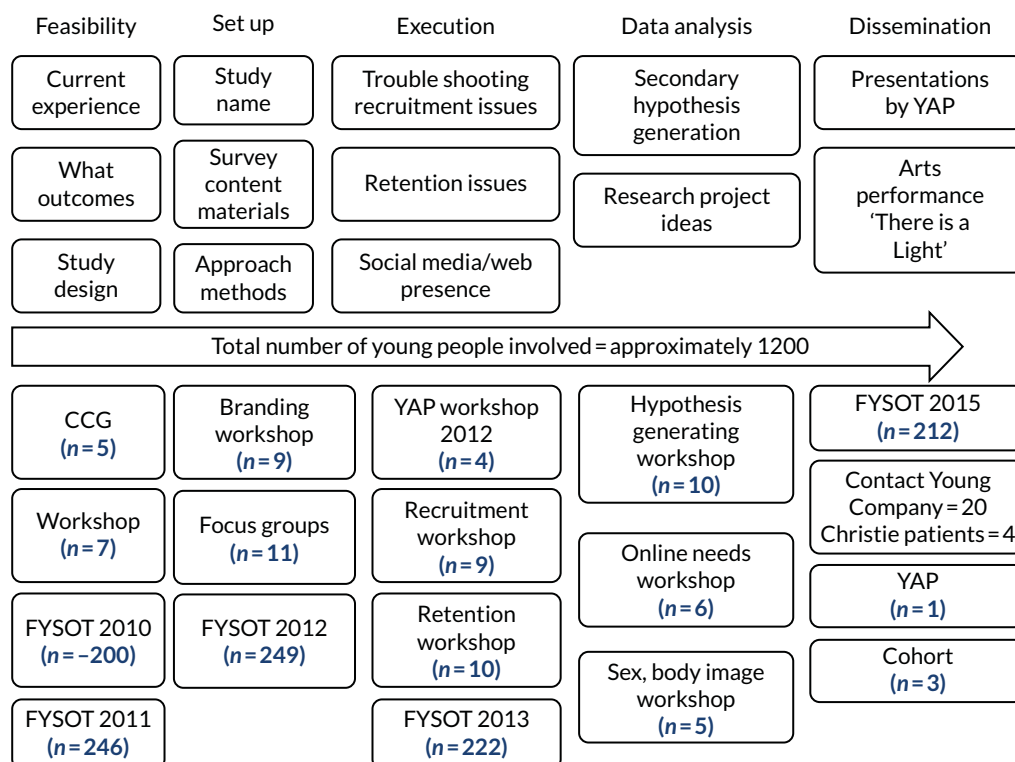 Feasibility
Current
experience
What
outcomes
Study
design
Set up
Study
name
Survey
content
materials
Approach
methods
Execution
Trouble shooting
recruitment issues
Retention issues
Social media/web
presence
Data analysis
Secondary
hypothesis
generation
Research project
ideas
Dissemination
Presentations
by YAP
Arts
performance
‘There is a
Light’
Total number of young people involved = approximately 1200
CCG
(n = 5)
Workshop
(n = 7)
FYSOT 2010
(n = –200)
FYSOT 2011
(n = 246)
Branding
workshop
(n = 9)
Focus groups
(n = 11)
FYSOT 2012
(n = 249)
YAP workshop
2012
(n = 4)
Recruitment
workshop
(n = 9)
Retention
workshop
(n = 10)
FYSOT 2013
(n = 222)
Hypothesis
generating
workshop
(n = 10)
Online needs
workshop
(n = 6)
Sex, body image
workshop
(n = 5)
FYSOT 2015
(n = 212)
Contact Young
Company = 20
Christie patients = 4
YAP
(n = 1)
Cohort
(n = 3)